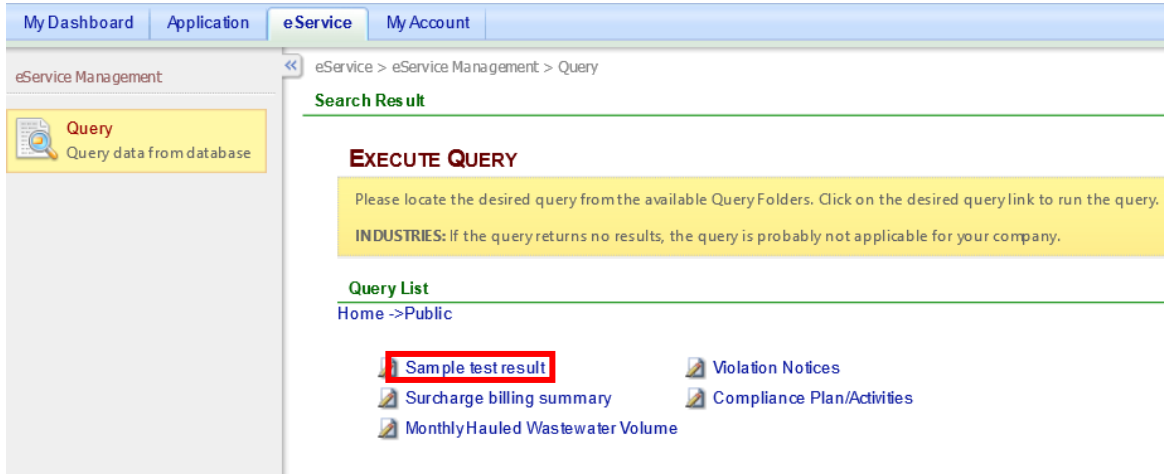 My Dashboard Application eService My Account
eService Management
Query
Query data from database
« eService > eService Management > Query
Search Result
EXECUTE QUERY
Please locate the desired query from the available Query Folders. Click on the desired query link to run the query.
INDUSTRIES: If the query returns no results, the query is probably not applicable for your company.
Query List
Home ->Public
Sample test result Violation Notices
Surcharge billing summary Compliance Plan/Activities
Monthly Hauled Wastewater Volume